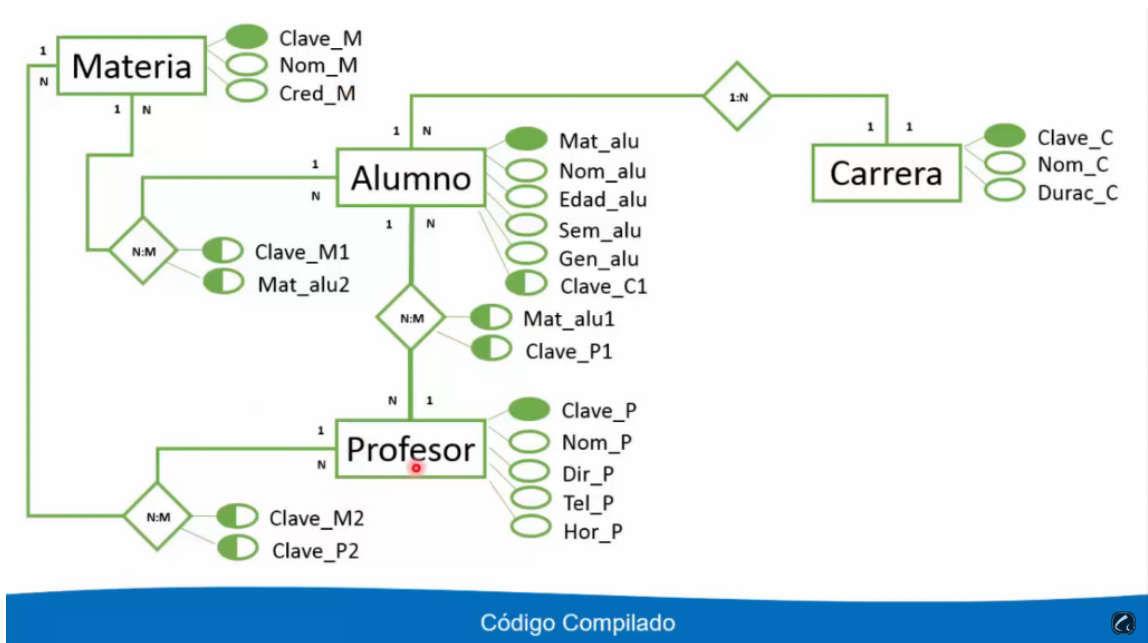 Materia
1
N
1 N
Clave_M
Nom_M
Cred_M
1:N
1 N
1 1
Alumno
1
N
1 N
Mat_alu
Nom_alu
Edad_alu
Sem_alu
Gen_alu
Clave_C1
Carrera
Clave_C
Nom_C
Durac_C
N:M
Clave_M1
Mat_alu2
N:M
Mat_alu1
Clave_P1
N 1
Profesor
1
N
Clave_P
Nom_P
Dir_P
Tel_P
Hor_P
N:M
Clave_M2
Clave_P2
Código Compilado